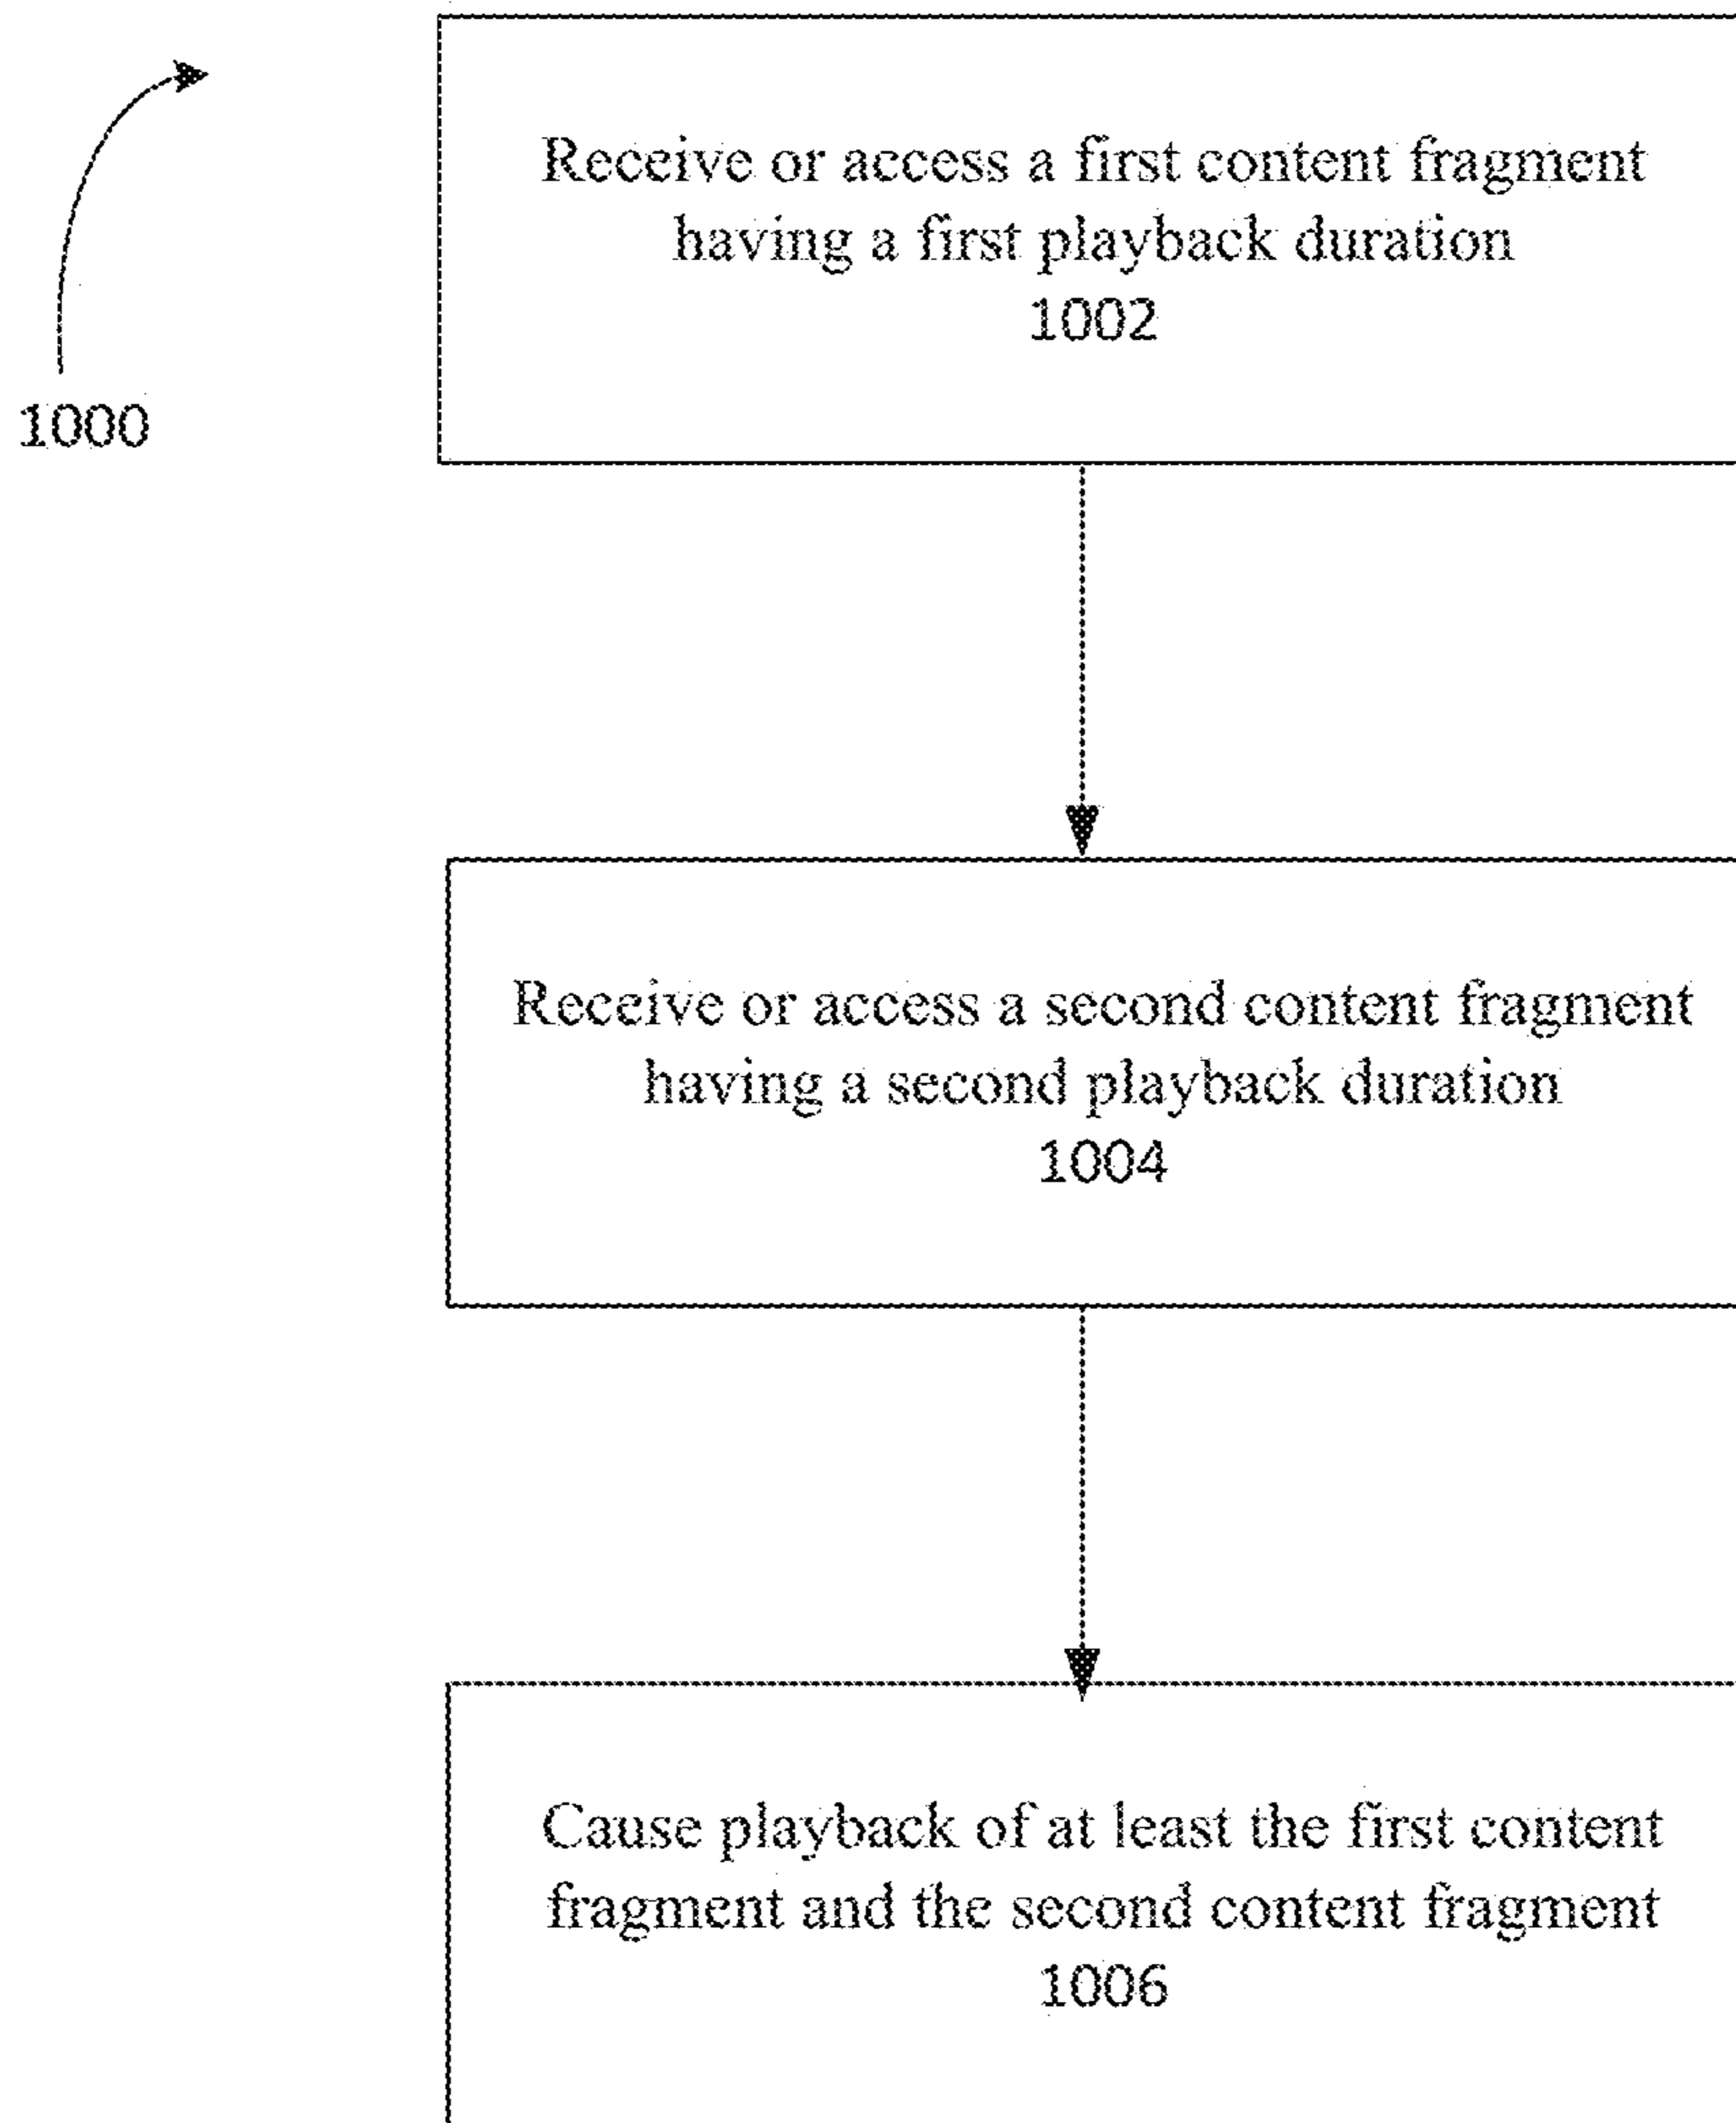 Receive or access a first content fragment
having a first playback duration
1002
1000
Receive or access a second content fragment
having a second playback duration
1004
Cause playback of at least the first content
fragment and the second content fragment
1006